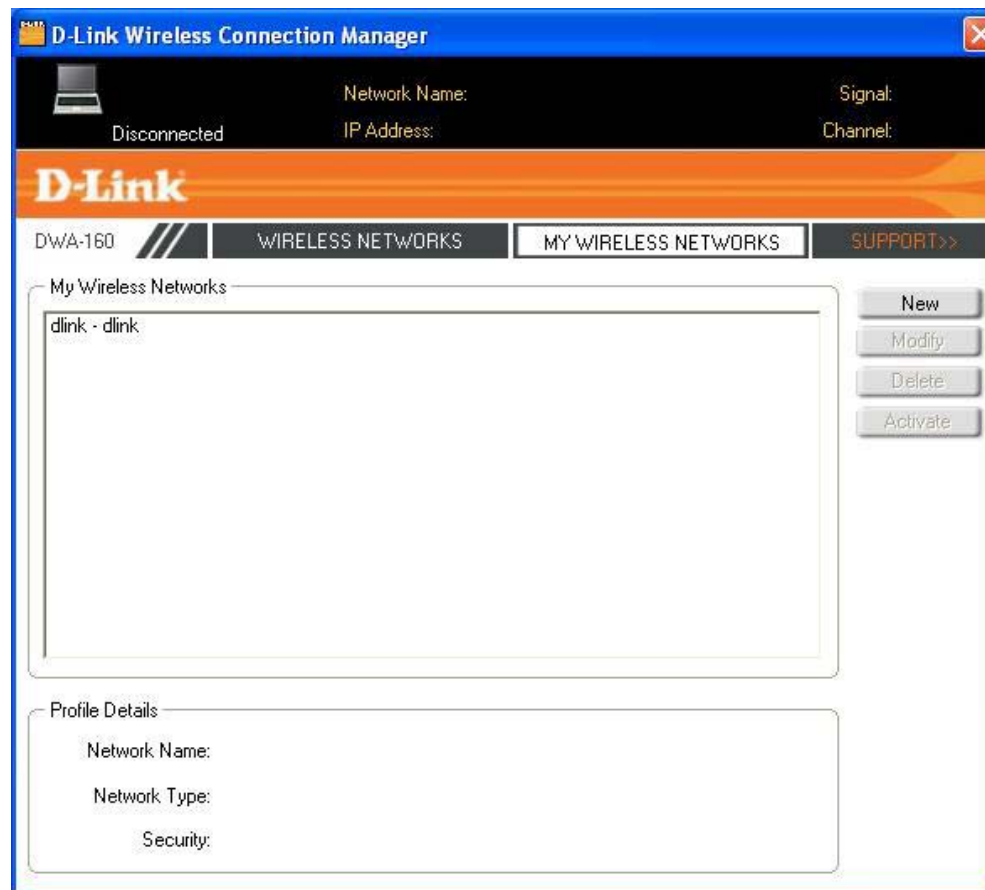 D-Link Wireless Connection Manager
Network Name:
Signal:
Disconnected
IP Address:
Channel:
D-Link
DWA-160
WIRELESS NETWORKS
MY WIRELESS NETWORKS
SUPPORT>>
My Wireless Networks
dlink - dlink
New
Modify
Delete
Activate
Profile Details
Network Name:
Network Type:
Security: